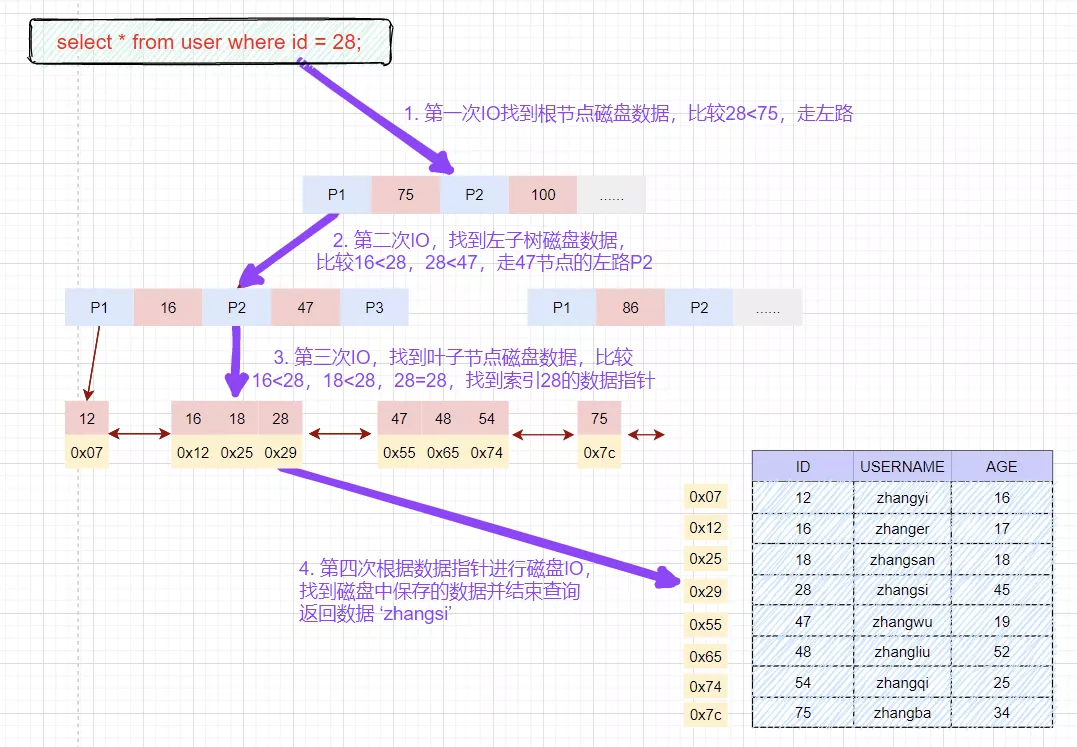 select * from user where id = 28;
1. 第一次IO找到根节点磁盘数据，比较28<75，走左路
P1 75 P2 100 ......
2. 第二次IO，找到左子树磁盘数据，
比较16<28，28<47，走47节点的左路P2
P1 16 P2 47 P3
P1 86 P2 ......
3. 第三次IO，找到叶子节点磁盘数据，比较
16<28，18<28，28=28，找到索引28的数据指针
12 16 18 28 47 48 54 75
0x07 0x12 0x25 0x29 0x55 0x65 0x74 0x7c
4. 第四次根据数据指针进行磁盘IO，
找到磁盘中保存的数据并结束查询
返回数据 ‘zhangsi’
ID USERNAME AGE
0x07 12 zhangyi 16
0x12 16 zhanger 17
0x25 18 zhangsan 18
0x29 28 zhangsi 45
0x55 47 zhangwu 19
0x65 48 zhangliu 52
0x74 54 zhangqi 25
0x7c 75 zhangba 34